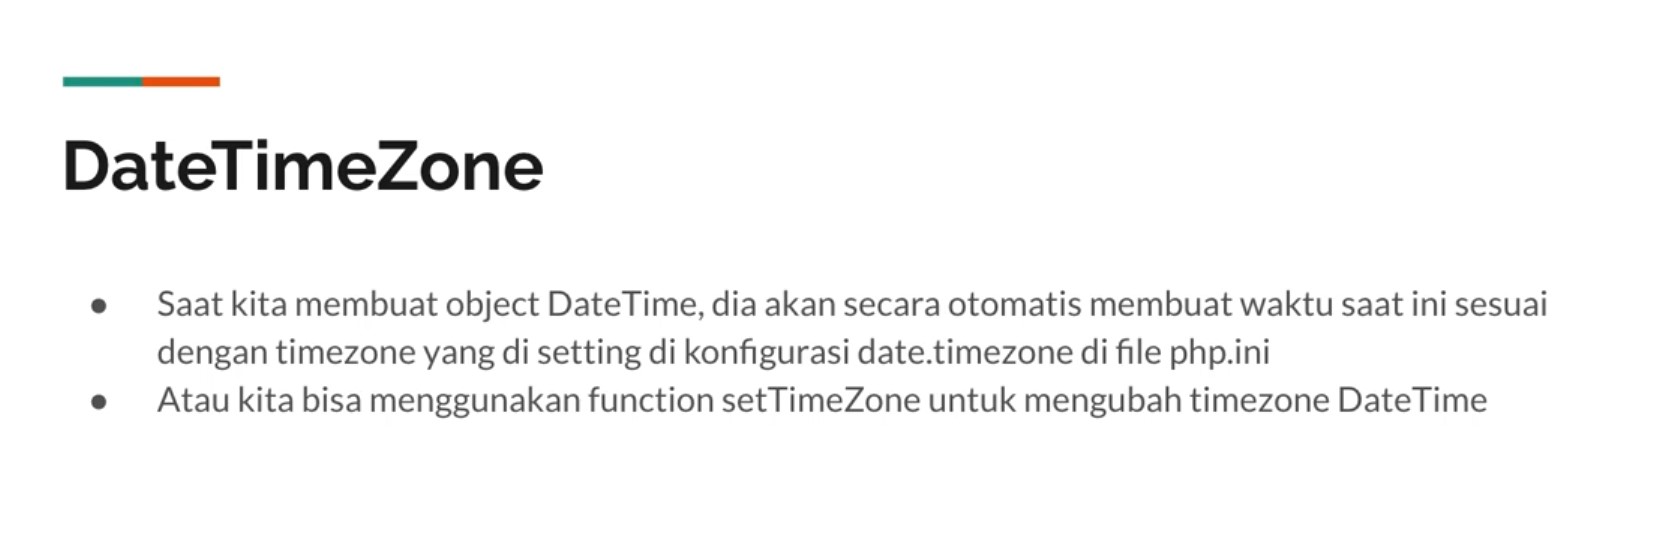 DateTimeZone
● Saat kita membuat object DateTime, dia akan secara otomatis membuat waktu saat ini sesuai
dengan timezone yang di setting di konfigurasi date.timezone di file php.ini
● Atau kita bisa menggunakan function setTimeZone untuk mengubah timezone DateTime